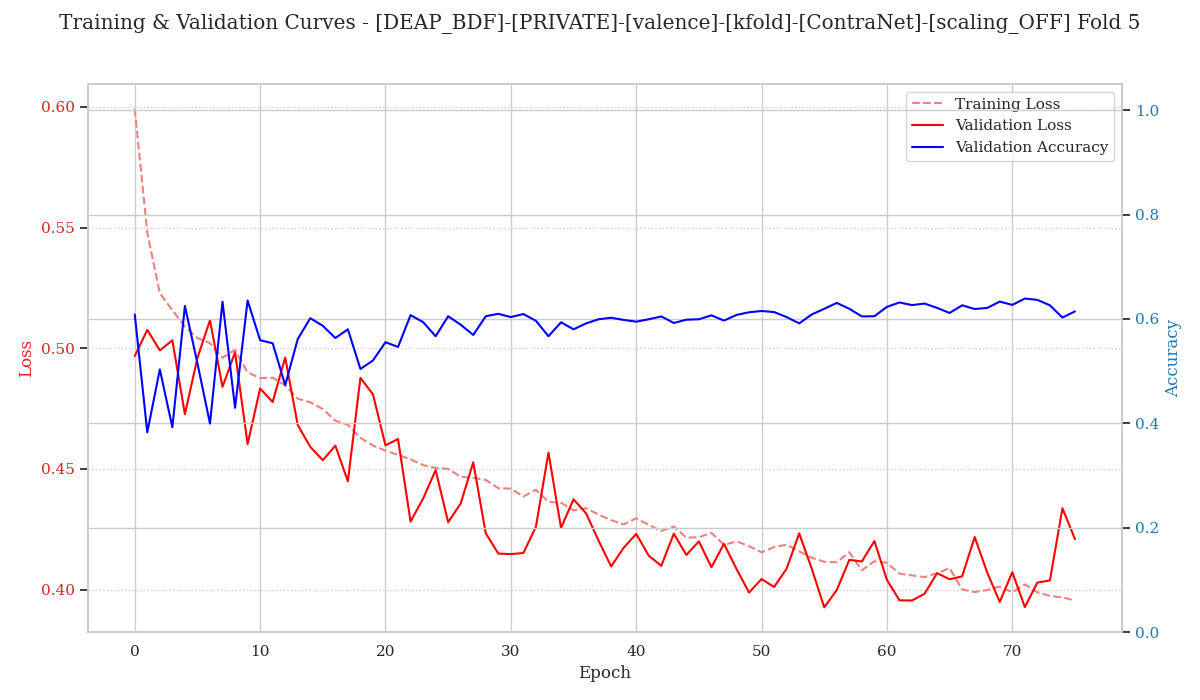 Training & Validation Curves - [DEAP_BDF]-[PRIVATE]-[valence]-[kfold]-[ContraNet]-[scaling_OFF] Fold 5
Training Loss
Validation Loss
Validation Accuracy
0.60
0.55
0.50
0.45
0.40
Loss
1.0
0.8
0.6
0.4
0.2
0.0
Accuracy
0 10 20 30 40 50 60 70
Epoch